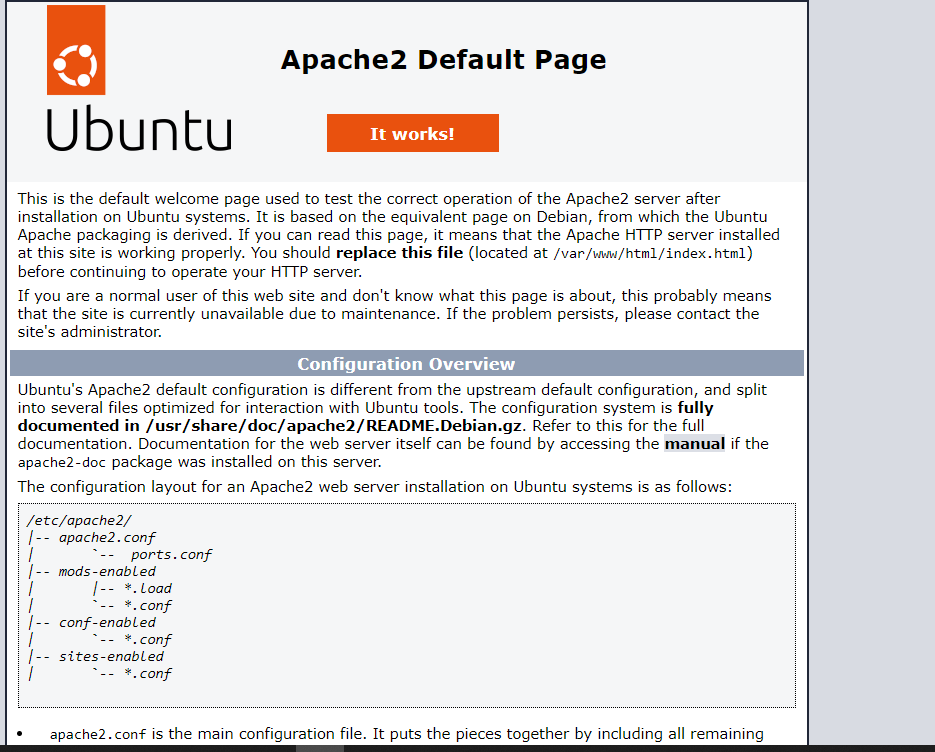 Apache2 Default Page
Ubuntu
It works!
This is the default welcome page used to test the correct operation of the Apache2 server after
installation on Ubuntu systems. It is based on the equivalent page on Debian, from which the Ubuntu
Apache packaging is derived. If you can read this page, it means that the Apache HTTP server installed
at this site is working properly. You should replace this file (located at /var/www/html/index.html)
before continuing to operate your HTTP server.
If you are a normal user of this web site and don't know what this page is about, this probably means
that the site is currently unavailable due to maintenance. If the problem persists, please contact the
site's administrator.
Configuration Overview
Ubuntu's Apache2 default configuration is different from the upstream default configuration, and split
into several files optimized for interaction with Ubuntu tools. The configuration system is fully
documented in /usr/share/doc/apache2/README.Debian.gz. Refer to this for the full
documentation. Documentation for the web server itself can be found by accessing the manual if the
apache2-doc package was installed on this server.
The configuration layout for an Apache2 web server installation on Ubuntu systems is as follows:
/etc/apache2/
|-- apache2.conf
|       `--  ports.conf
|-- mods-enabled
|       |-- *.load
|       `-- *.conf
|-- conf-enabled
|       `-- *.conf
|-- sites-enabled
|       `-- *.conf
• apache2.conf is the main configuration file. It puts the pieces together by including all remaining